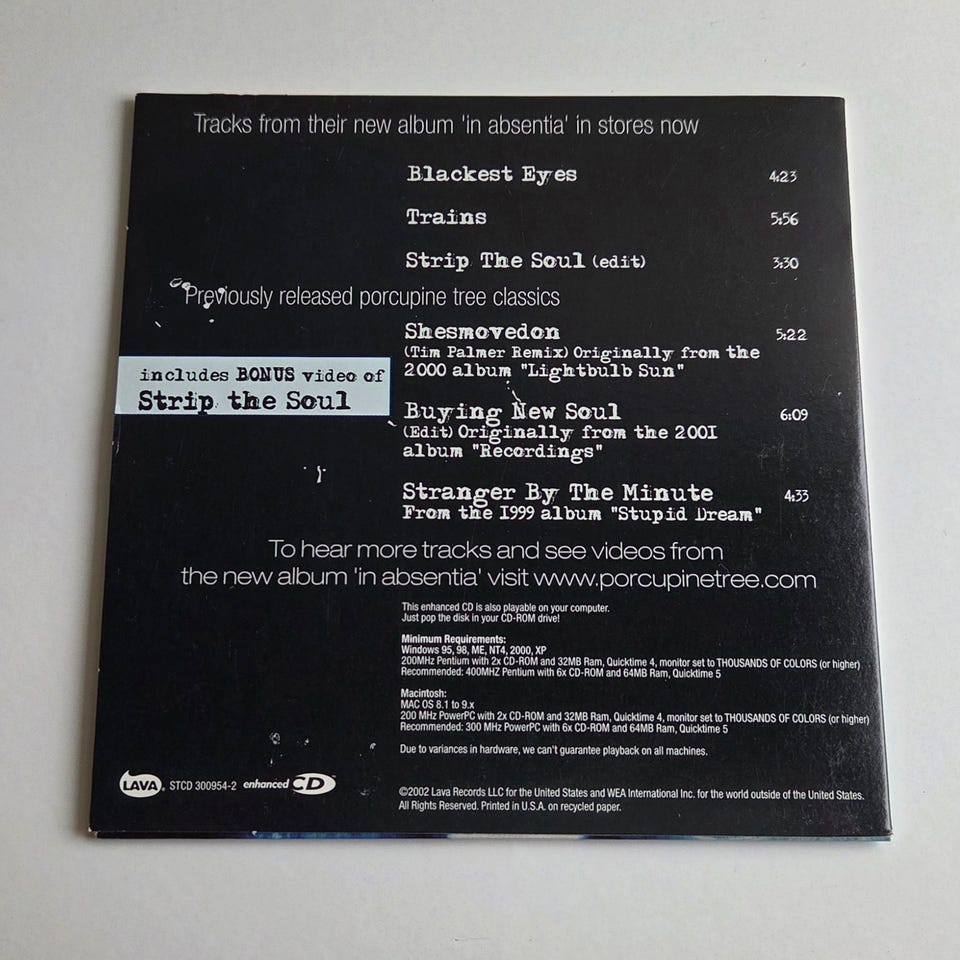 Tracks from their new album 'in absentia' in stores now
Blackest Eyes 4:23
Trains 5:56
Strip The Soul (edit) 3:30
Previously released porcupine tree classics
Shesmovedon 5:22
(Tim Palmer Remix) Originally from the
2000 album "Lightbulb Sun"
includes BONUS video of
Strip the Soul
Buying New Soul 6:09
(Edit) Originally from the 2001
album "Recordings"
Stranger By The Minute 4:33
From the 1999 album "Stupid Dream"
To hear more tracks and see videos from
the new album 'in absentia' visit www.porcupinetree.com
This enhanced CD is also playable on your computer.
Just pop the disk in your CD-ROM drive!
Minimum Requirements:
Windows 95, 98, ME, NT4, 2000, XP
200MHz Pentium with 2x CD-ROM and 32MB Ram, Quicktime 4, monitor set to THOUSANDS OF COLORS (or higher)
Recommended: 400MHZ Pentium with 6x CD-ROM and 64MB Ram, Quicktime 5
Macintosh:
MAC OS 8.1 to 9.x
200 MHz PowerPC with 2x CD-ROM and 32MB Ram, Quicktime 4, monitor set to THOUSANDS OF COLORS (or higher)
Recommended: 300 MHz PowerPC with 6x CD-ROM and 64MB Ram, Quicktime 5
Due to variances in hardware, we can't guarantee playback on all machines.
LAVA STCD 300954-2 enhanced CD
©2002 Lava Records LLC for the United States and WEA International Inc. for the world outside of the United States.
All Rights Reserved. Printed in U.S.A. on recycled paper.